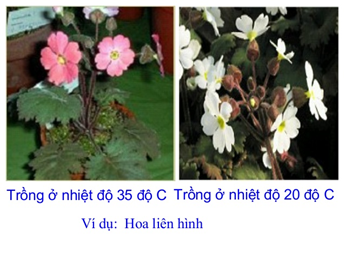 Trồng ở nhiệt độ 35 độ C Trồng ở nhiệt độ 20 độ C
Ví dụ: Hoa liên hình